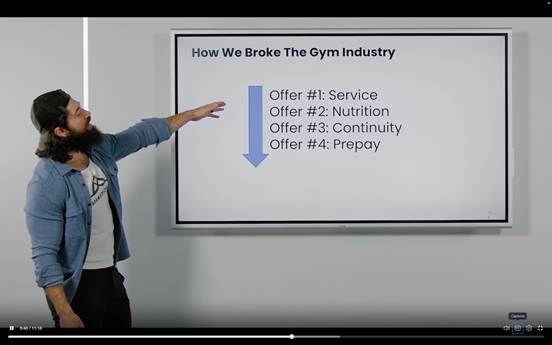 How We Broke The Gym Industry
Offer #1: Service
Offer #2: Nutrition
Offer #3: Continuity
Offer #4: Prepay
Captions
5:40 / 11:18